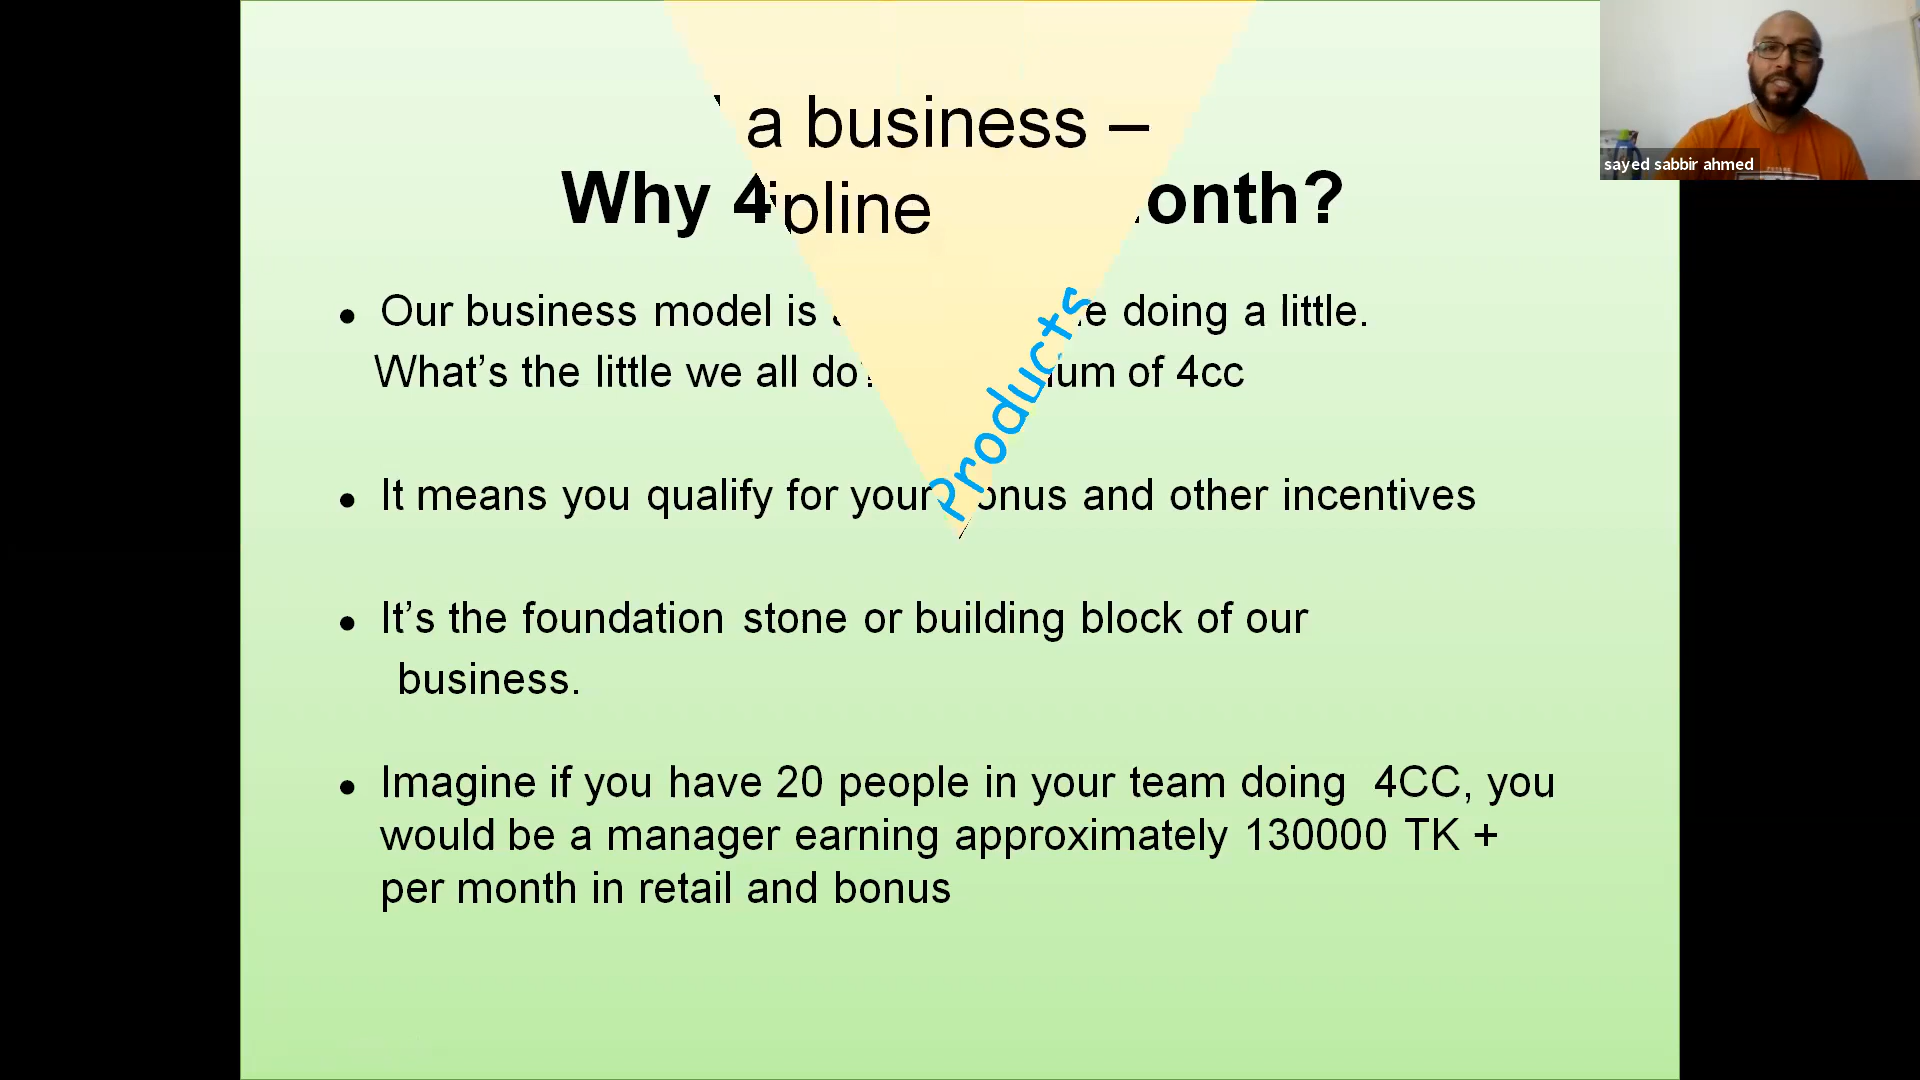 a business –
pline
Why 4 onth?
• Our business model is e doing a little.
What’s the little we all do? um of 4cc
• It means you qualify for your onus and other incentives
Products
• It’s the foundation stone or building block of our
business.
• Imagine if you have 20 people in your team doing 4CC, you
would be a manager earning approximately 130000 TK +
per month in retail and bonus
sayed sabbir ahmed